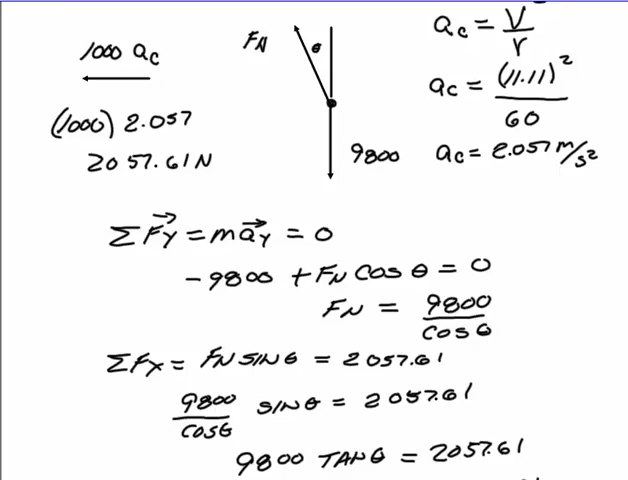 1000 ac
(1000) 2.057
2057.61 N
FN
θ
9800
ac = V² / r
ac = (11.11)² / 60
ac = 2.057 m/s²
ΣFY = maY = 0
-9800 + FN COS θ = 0
FN = 9800 / COS θ
ΣFX = FN SIN θ = 2057.61
9800 / COS θ SIN θ = 2057.61
9800 TAN θ = 2057.61